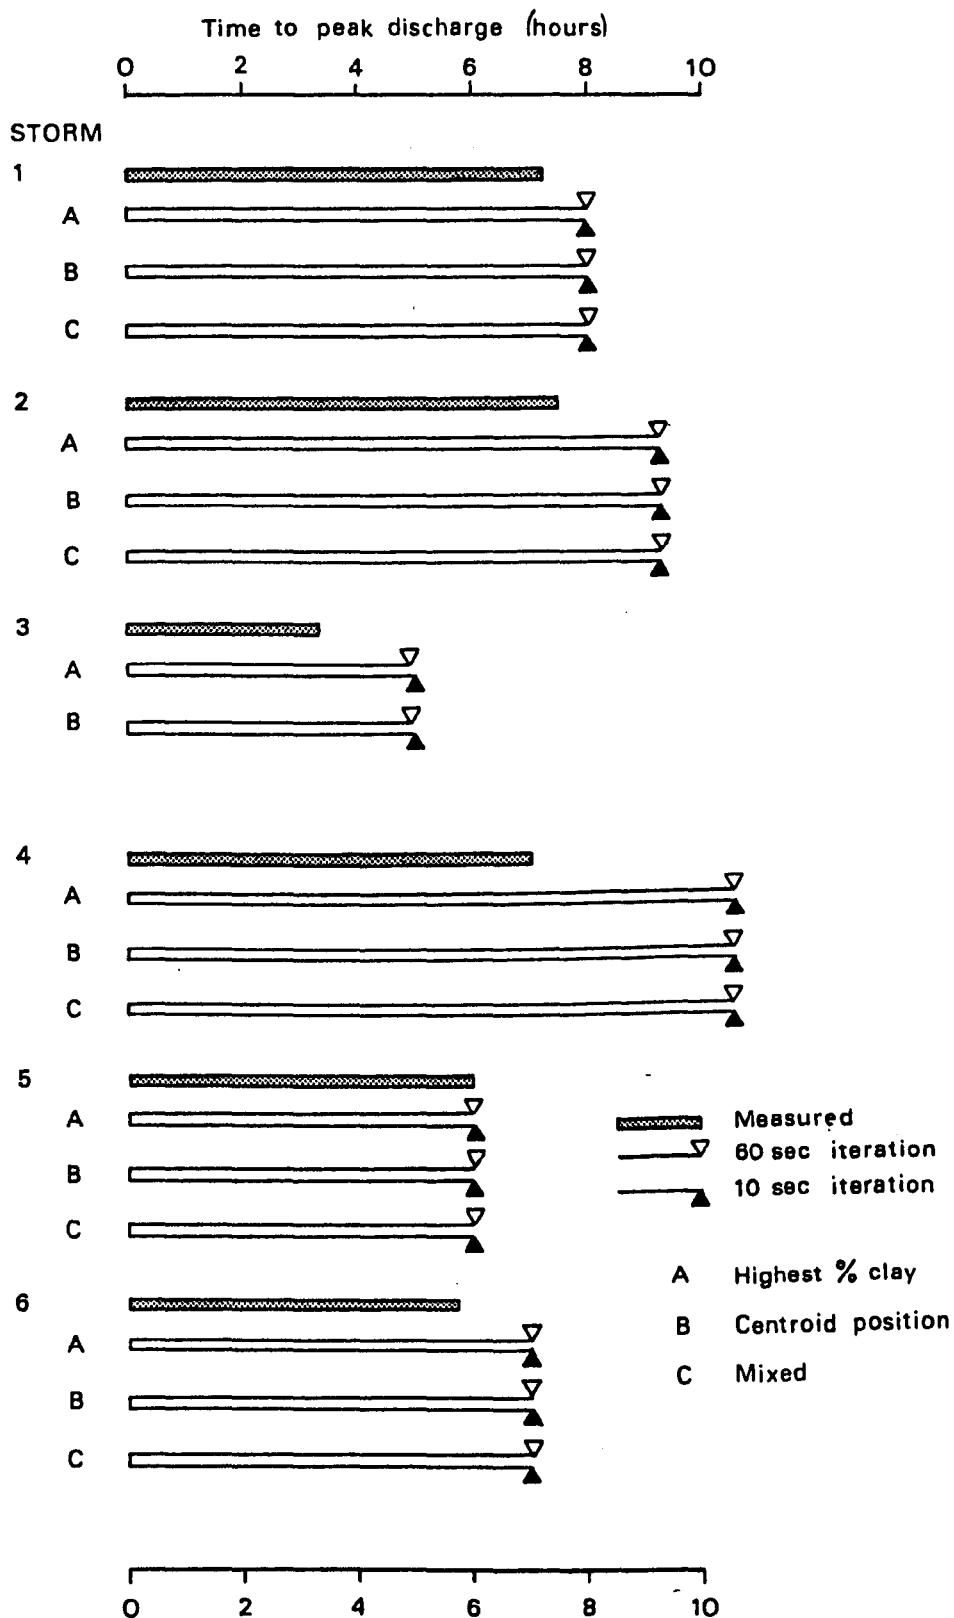 Time to peak discharge (hours)
0 2 4 6 8 10
STORM
1
A
B
C
2
A
B
C
3
A
B
4
A
B
C
5
A
B
C
6
A
B
C
Measured
60 sec iteration
10 sec iteration
A Highest % clay
B Centroid position
C Mixed
0 2 4 6 8 10